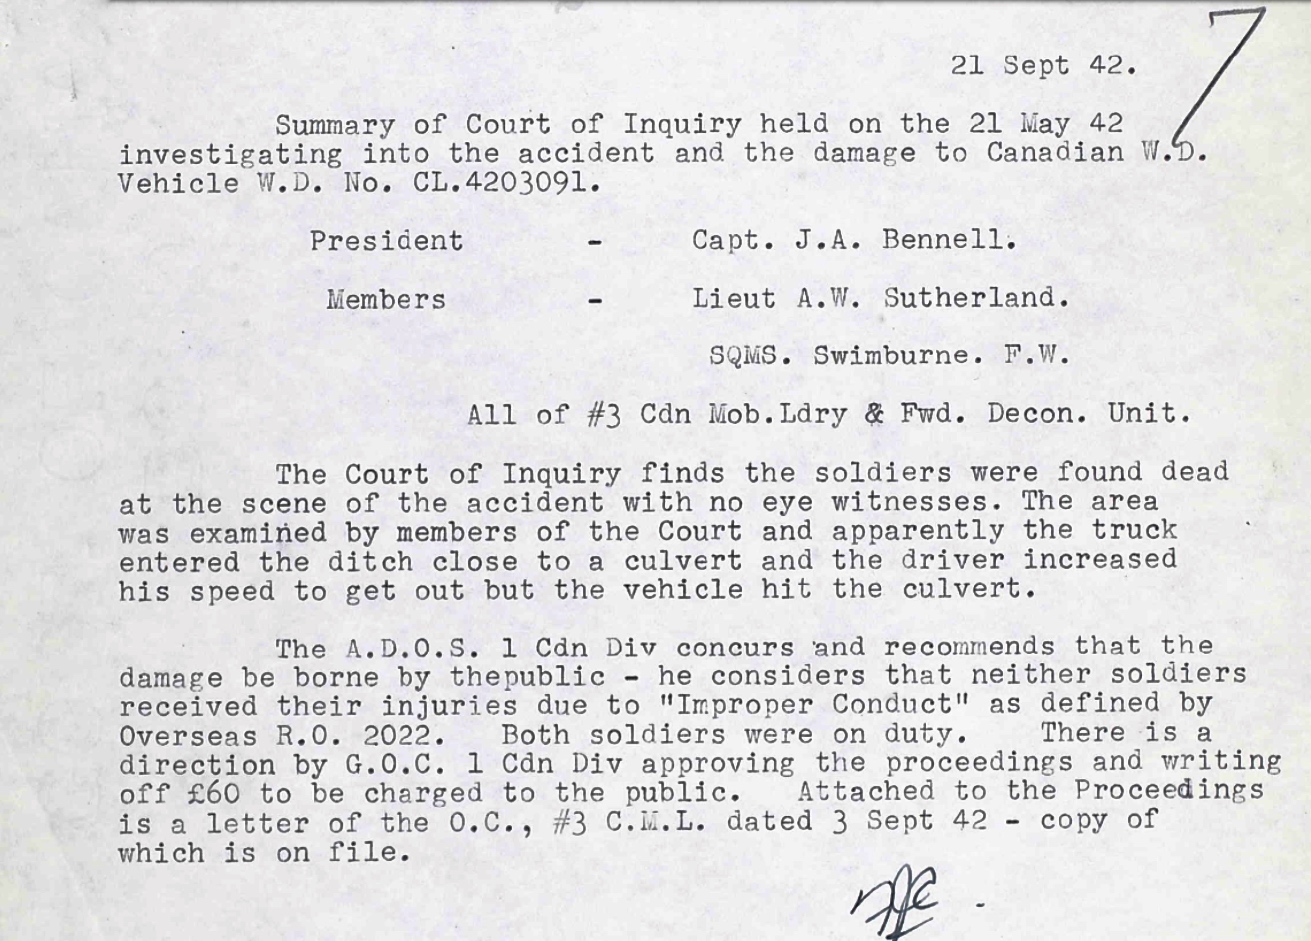 7
21 Sept 42.
Summary of Court of Inquiry held on the 21 May 42
investigating into the accident and the damage to Canadian W.D.
Vehicle W.D. No. CL.4203091.
President - Capt. J.A. Bennell.
Members - Lieut A.W. Sutherland.
SQMS. Swimburne. F.W.
All of #3 Cdn Mob.Ldry & Fwd. Decon. Unit.
The Court of Inquiry finds the soldiers were found dead
at the scene of the accident with no eye witnesses. The area
was examined by members of the Court and apparently the truck
entered the ditch close to a culvert and the driver increased
his speed to get out but the vehicle hit the culvert.
The A.D.O.S. 1 Cdn Div concurs and recommends that the
damage be borne by thepublic - he considers that neither soldiers
received their injuries due to "Improper Conduct" as defined by
Overseas R.O. 2022. Both soldiers were on duty. There is a
direction by G.O.C. 1 Cdn Div approving the proceedings and writing
off £60 to be charged to the public. Attached to the Proceedings
is a letter of the O.C., #3 C.M.L. dated 3 Sept 42 - copy of
which is on file.